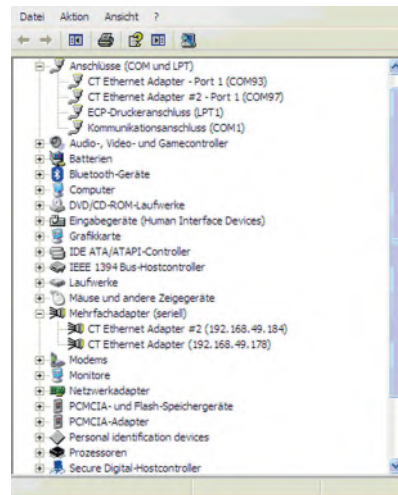 Datei Aktion Ansicht ?
Anschlüsse (COM und LPT)
CT Ethernet Adapter - Port 1 (COM93)
CT Ethernet Adapter #2 - Port 1 (COM97)
ECP-Druckeranschluss (LPT1)
Kommunikationsanschluss (COM1)
Audio-, Video- und Gamecontroller
Batterien
Bluetooth-Geräte
Computer
DVD/CD-ROM-Laufwerke
Eingabegeräte (Human Interface Devices)
Grafikkarte
IDE ATA/ATAPI-Controller
IEEE 1394 Bus-Hostcontroller
Laufwerke
Mäuse und andere Zeigegeräte
Mehrfachadapter (seriell)
CT Ethernet Adapter #2 (192.168.49.184)
CT Ethernet Adapter (192.168.49.178)
Modems
Monitore
Netzwerkadapter
PCMCIA- und Flash-Speichergeräte
PCMCIA-Adapter
Personal identification devices
Prozessoren
Secure Digital-Hostcontroller